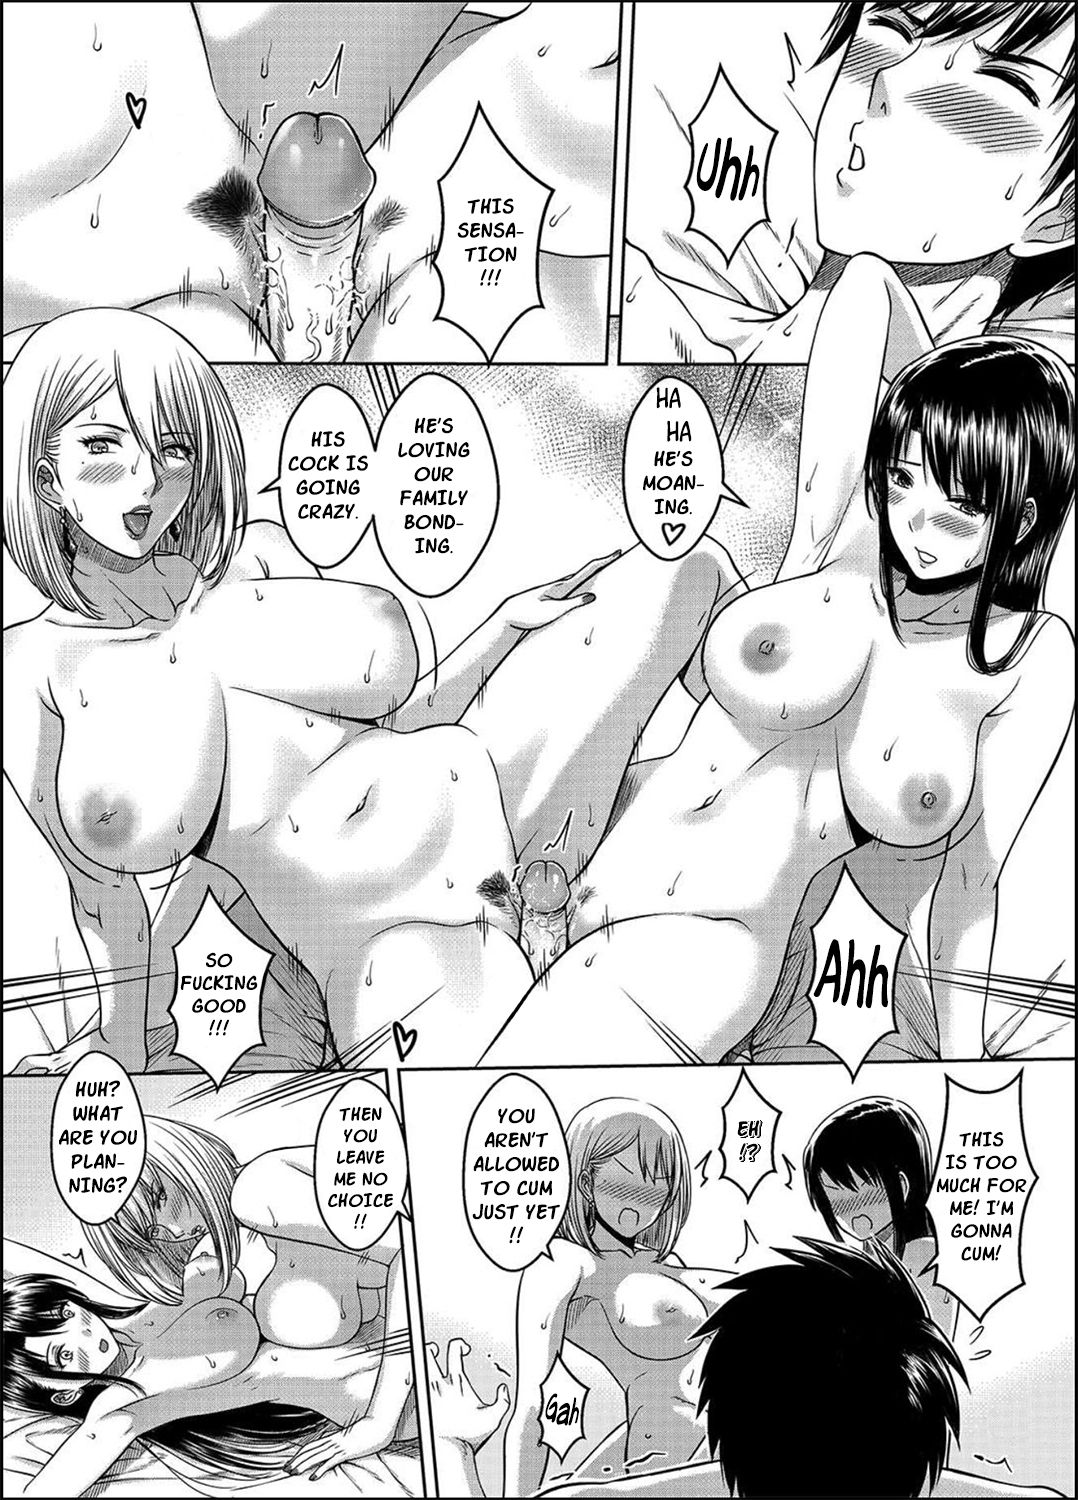 THIS
SENSA-
TION
!!!
Uhh
HIS
COCK IS
GOING
CRAZY.
HE'S
LOVING
OUR
FAMILY
BOND-
ING.
HA
HA
HE'S
MOAN-
ING.
SO
FUCKING
GOOD
!!!
Ahh
HUH?
WHAT
ARE YOU
PLAN-
NING?
THEN
YOU
LEAVE
ME NO
CHOICE
!!
YOU
AREN'T
ALLOWED
TO CUM
JUST YET
!!
EH
!?
THIS
IS TOO
MUCH FOR
ME! I'M
GONNA
CUM!
Gah